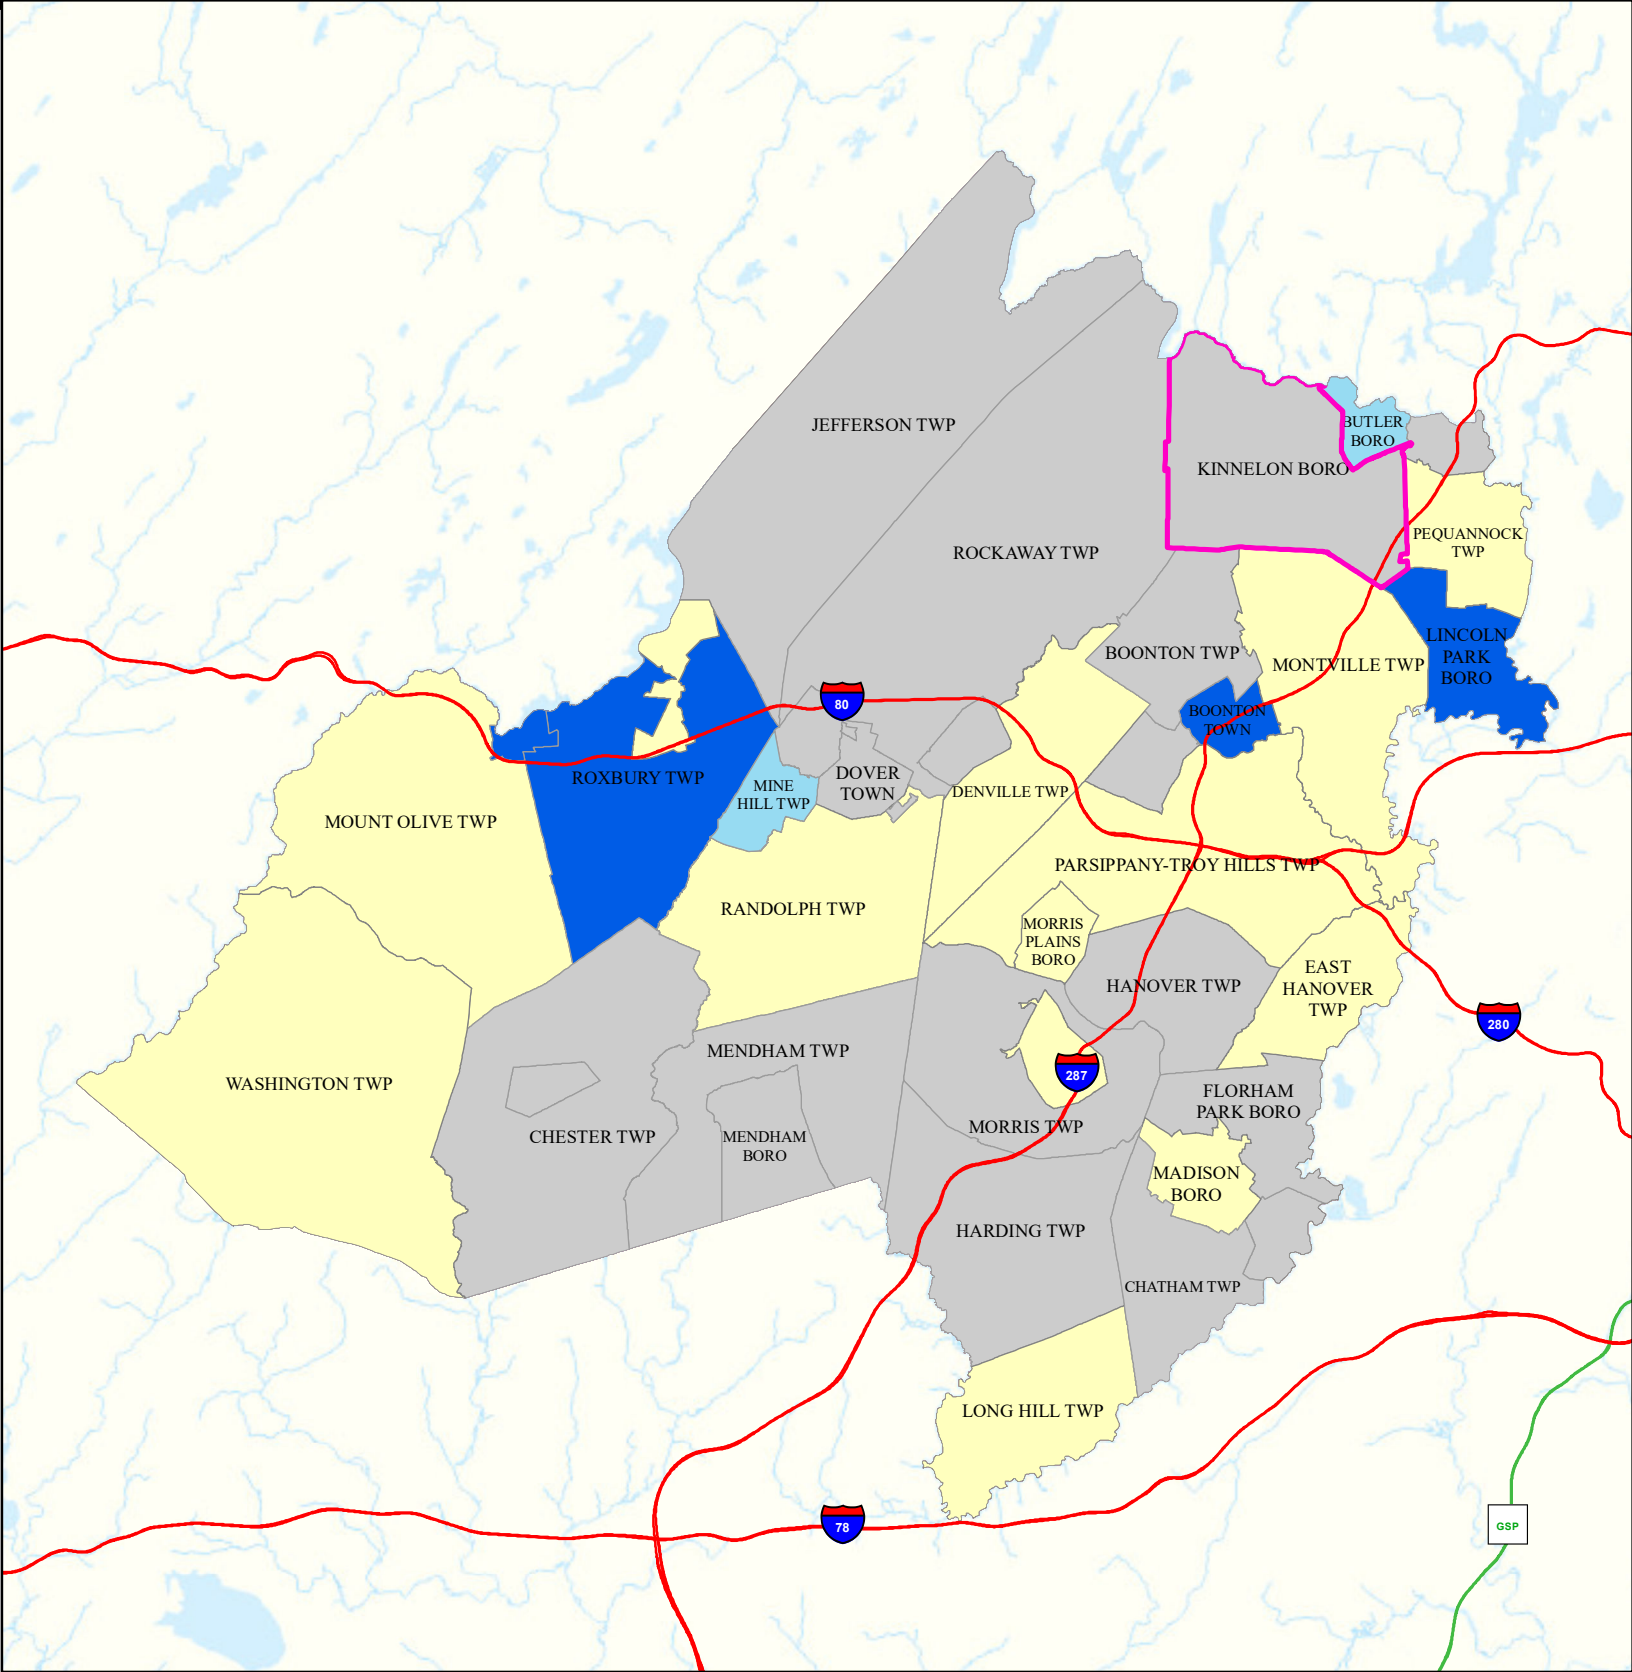 JEFFERSON TWP
BUTLER
BORO
KINNELON BORO
PEQUANNOCK
TWP
ROCKAWAY TWP
LINCOLN
PARK
BORO
BOONTON TWP
MONTVILLE TWP
80
BOONTON
TOWN
ROXBURY TWP
DOVER
TOWN
MINE
HILL TWP
DENVILLE TWP
MOUNT OLIVE TWP
PARSIPPANY-TROY HILLS TWP
RANDOLPH TWP
MORRIS
PLAINS
BORO
EAST
HANOVER
TWP
HANOVER TWP
280
MENDHAM TWP
287
WASHINGTON TWP
FLORHAM
PARK BORO
MORRIS TWP
CHESTER TWP
MENDHAM
BORO
MADISON
BORO
HARDING TWP
CHATHAM TWP
LONG HILL TWP
78
GSP